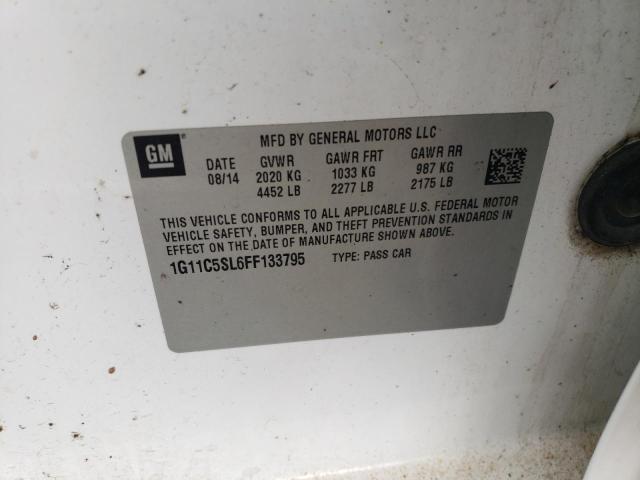 MFD BY GENERAL MOTORS LLC
GM ® DATE GVWR GAWR FRT GAWR RR
08/14 2020 KG 1033 KG 987 KG
4452 LB 2277 LB 2175 LB
THIS VEHICLE CONFORMS TO ALL APPLICABLE U.S. FEDERAL MOTOR
VEHICLE SAFETY, BUMPER, AND THEFT PREVENTION STANDARDS IN
EFFECT ON THE DATE OF MANUFACTURE SHOWN ABOVE.
1G11C5SL6FF133795 TYPE: PASS CAR